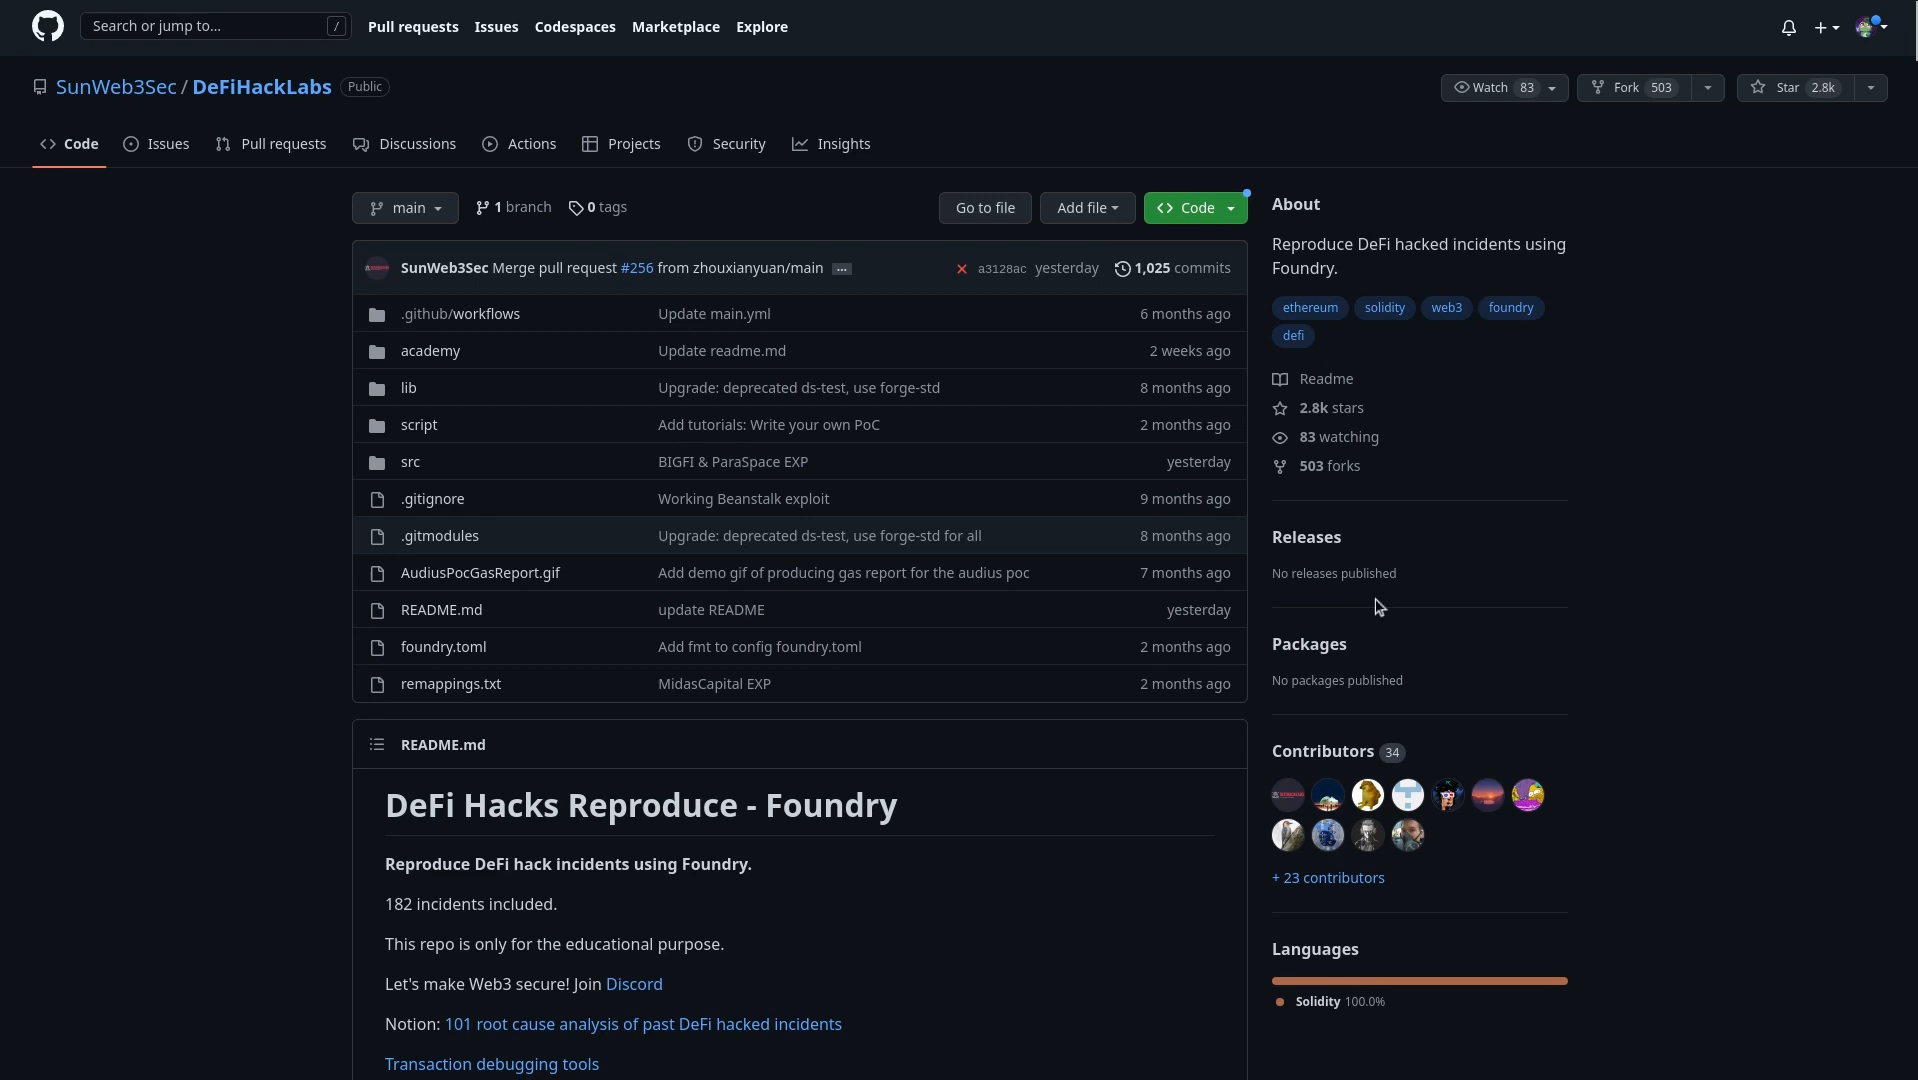 Search or jump to... /
Pull requests Issues Codespaces Marketplace Explore
SunWeb3Sec / DeFiHackLabs Public
Watch 83 Fork 503 Star 2.8k
Code Issues Pull requests Discussions Actions Projects Security Insights
main 1 branch 0 tags
Go to file Add file Code
SunWeb3Sec Merge pull request #256 from zhouxianyuan/main ... a3128ac yesterday 1,025 commits
.github/workflows Update main.yml 6 months ago
academy Update readme.md 2 weeks ago
lib Upgrade: deprecated ds-test, use forge-std 8 months ago
script Add tutorials: Write your own PoC 2 months ago
src BIGFI & ParaSpace EXP yesterday
.gitignore Working Beanstalk exploit 9 months ago
.gitmodules Upgrade: deprecated ds-test, use forge-std for all 8 months ago
AudiusPocGasReport.gif Add demo gif of producing gas report for the audius poc 7 months ago
README.md update README yesterday
foundry.toml Add fmt to config foundry.toml 2 months ago
remappings.txt MidasCapital EXP 2 months ago
README.md
DeFi Hacks Reproduce - Foundry
Reproduce DeFi hack incidents using Foundry.
182 incidents included.
This repo is only for the educational purpose.
Let's make Web3 secure! Join Discord
Notion: 101 root cause analysis of past DeFi hacked incidents
Transaction debugging tools
About
Reproduce DeFi hacked incidents using
Foundry.
ethereum solidity web3 foundry
defi
Readme
2.8k stars
83 watching
503 forks
Releases
No releases published
Packages
No packages published
Contributors 34
+ 23 contributors
Languages
Solidity 100.0%